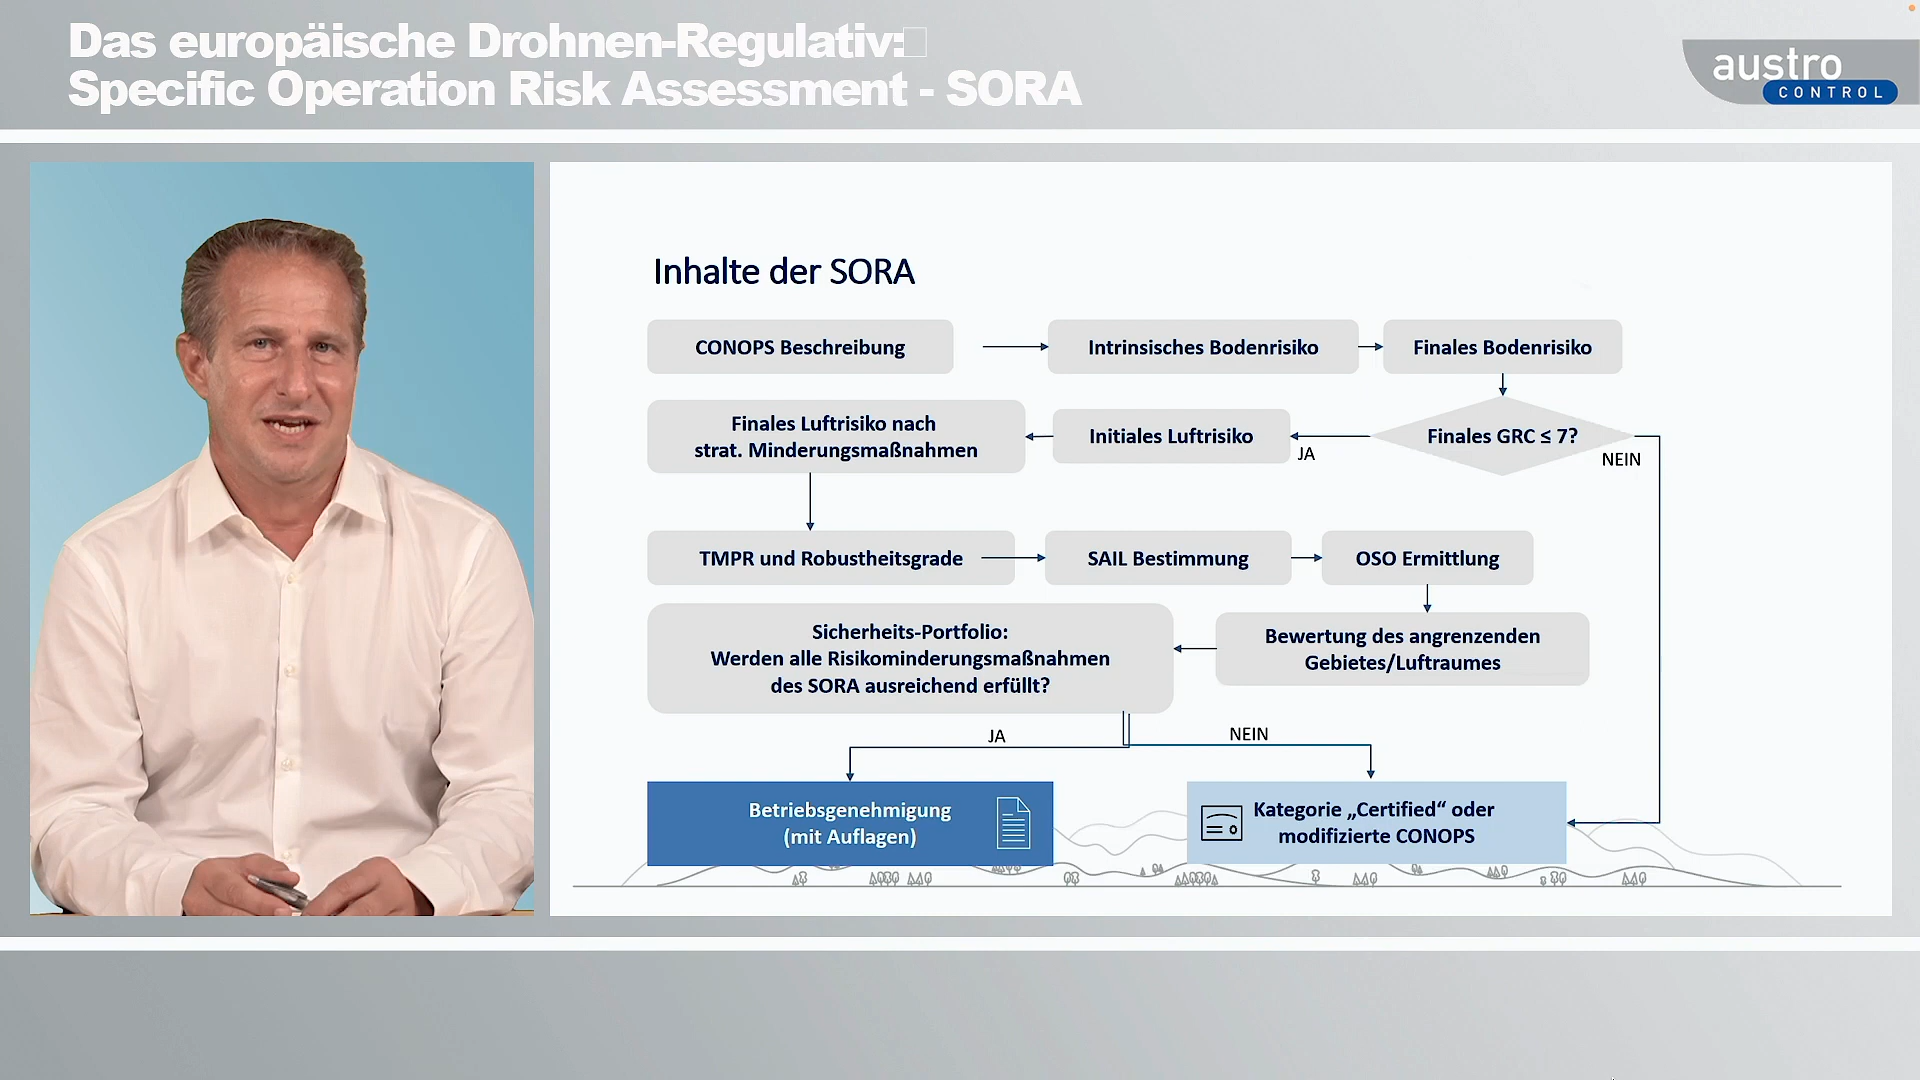 Das europäische Drohnen-Regulativ:
Specific Operation Risk Assessment - SORA
austro
CONTROL
Inhalte der SORA
CONOPS Beschreibung
Intrinsisches Bodenrisiko
Finales Bodenrisiko
Finales Luftrisiko nach
strat. Minderungsmaßnahmen
Initiales Luftrisiko
JA
Finales GRC ≤ 7?
NEIN
TMPR und Robustheitsgrade
SAIL Bestimmung
OSO Ermittlung
Sicherheits-Portfolio:
Werden alle Risikominderungsmaßnahmen
des SORA ausreichend erfüllt?
Bewertung des angrenzenden
Gebietes/Luftraumes
JA
NEIN
Betriebsgenehmigung
(mit Auflagen)
Kategorie „Certified“ oder
modifizierte CONOPS